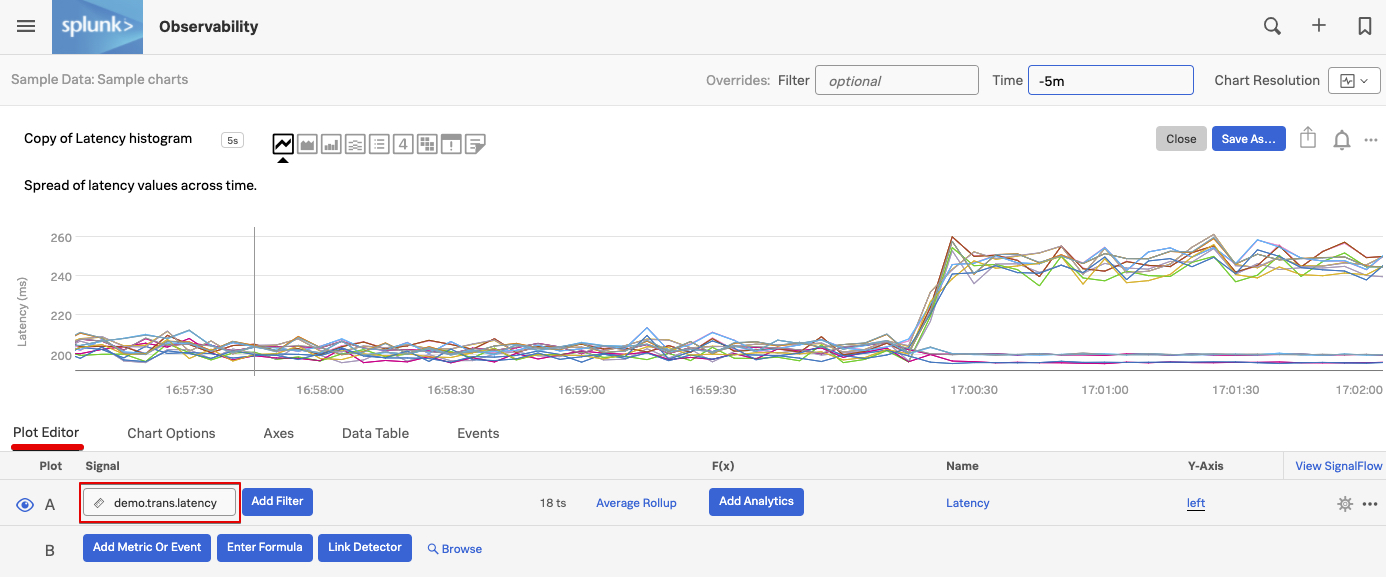 splunk> Observability
Sample Data: Sample charts Overrides: Filter optional Time -5m Chart Resolution
Copy of Latency histogram 5s 4 ! Close Save As... ...
Spread of latency values across time.
Latency (ms)
260
240
220
200
16:57:30 16:58:00 16:58:30 16:59:00 16:59:30 17:00:00 17:00:30 17:01:00 17:01:30 17:02:00
Plot Editor Chart Options Axes Data Table Events
Plot Signal F(x) Name Y-Axis View SignalFlow
A demo.trans.latency Add Filter 18 ts Average Rollup Add Analytics Latency left ...
B Add Metric Or Event Enter Formula Link Detector Browse